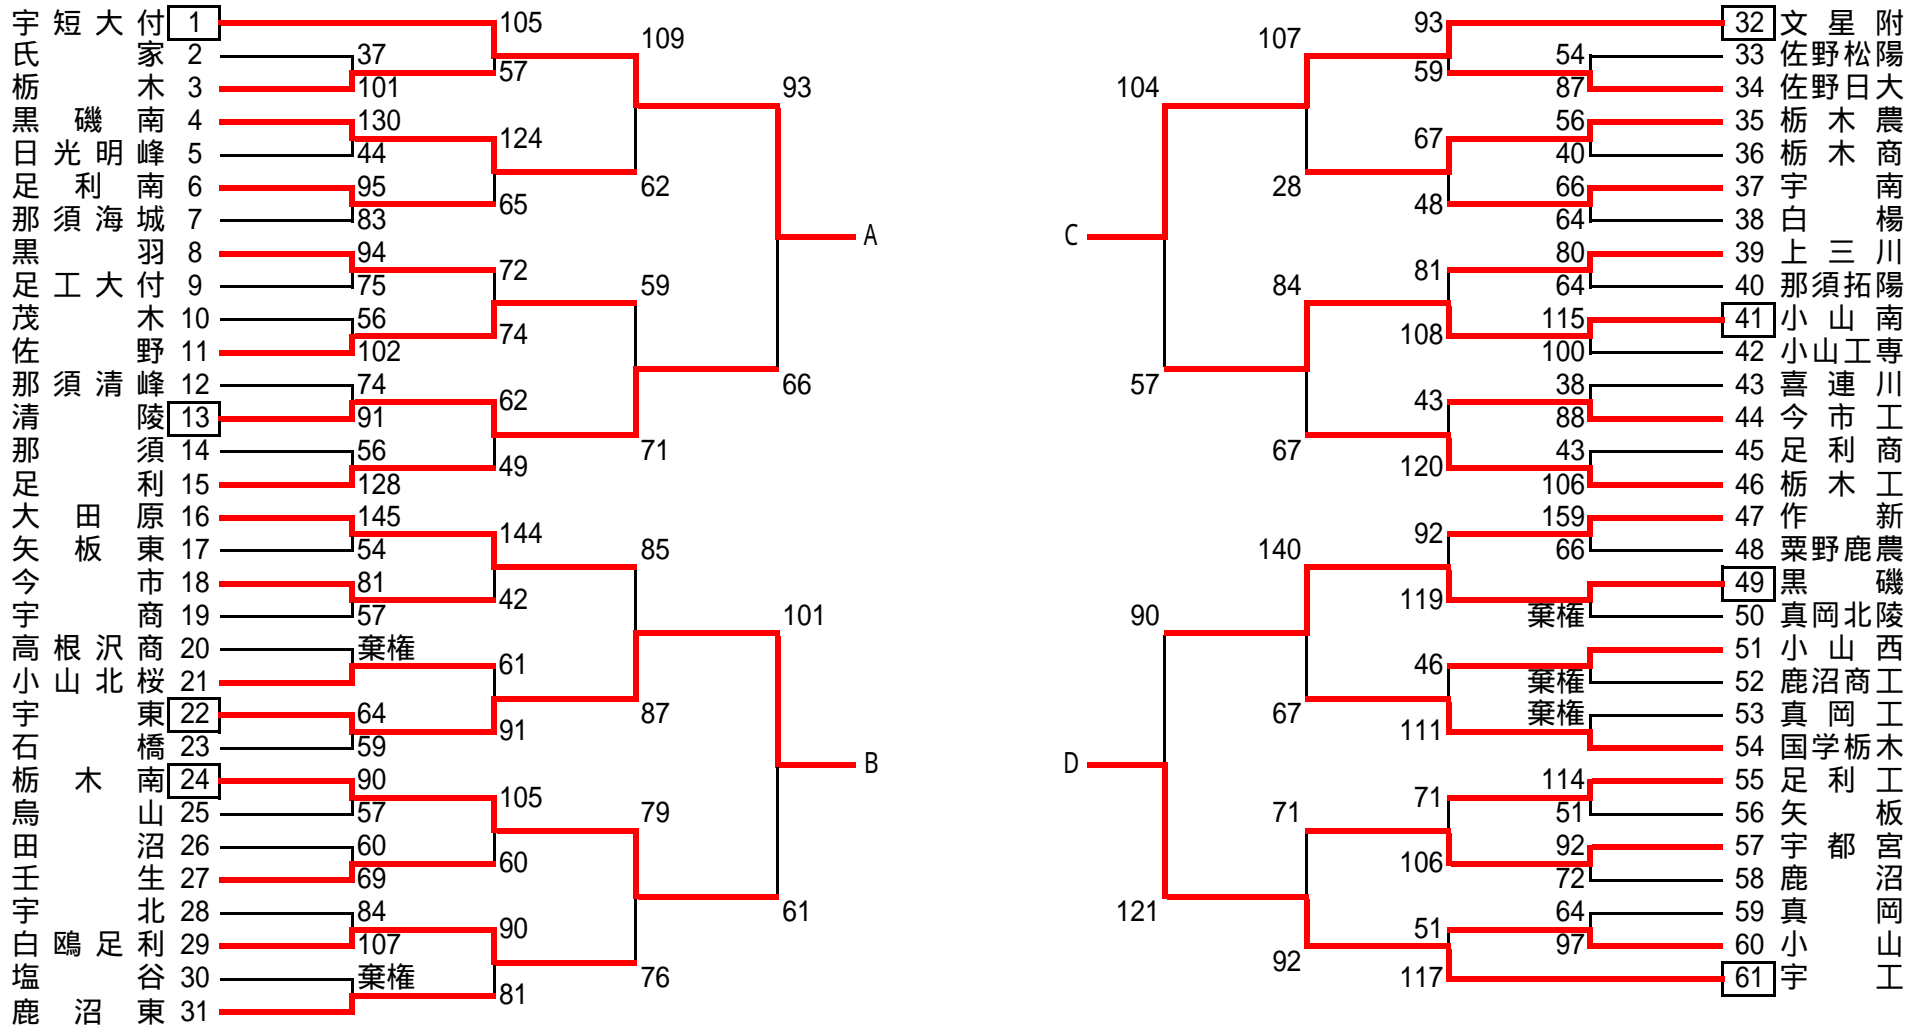 宇短大付 1 105 109 93
氏家 2 37
栃木 3 101 57
黒磯南 4 130 124 62
日光明峰 5 44
足利南 6 95 65
那須海城 7 83
黒羽 8 94 72 59 66 A
足工大付 9 75
茂木 10 56 74
佐野 11 102
那須清峰 12 74 62 71
清陵 13 91
那須 14 56 49
足利 15 128
大田原 16 145 144 85 101
矢板東 17 54
今市 18 81 42
宇商 19 57
高根沢商 20 棄権 61 87
小山北桜 21
宇東 22 64 91
石橋 23 59
栃木南 24 90 105 79 61 B
烏山 25 57
田沼 26 60 60
壬生 27 69
宇北 28 84 90 76
白鴎足利 29 107
塩谷 30 棄権 81
鹿沼東 31
104 107 93 32 文星附
54 33 佐野松陽
59 87 34 佐野日大
28 67 56 35 栃木農
40 36 栃木商
48 66 37 宇南
64 38 白楊
C 57 84 81 80 39 上三川
64 40 那須拓陽
108 115 41 小山南
100 42 小山工専
67 43 38 43 喜連川
88 44 今市工
120 43 45 足利商
106 46 栃木工
90 140 92 159 47 作新
66 48 粟野鹿農
119 49 黒磯
棄権 50 真岡北陵
67 46 51 小山西
棄権 52 鹿沼商工
111 棄権 53 真岡工
54 国学栃木
D 121 71 71 114 55 足利工
51 56 矢板
106 92 57 宇都宮
72 58 鹿沼
92 51 64 59 真岡
97 60 小山
117 61 宇工